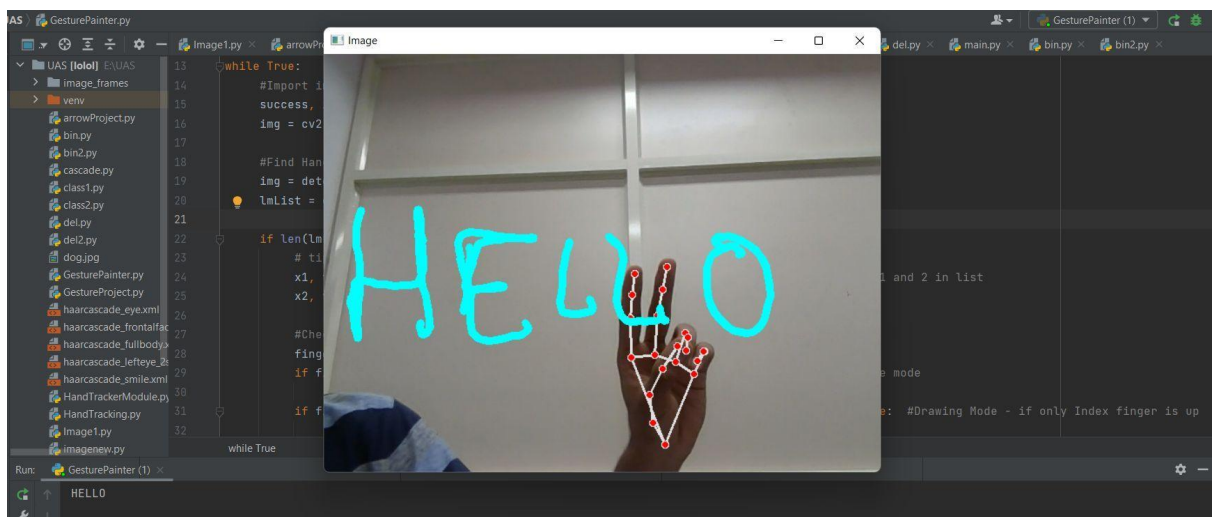 UAS GesturePainter.py GesturePainter (1)
Image1.py Image del.py main.py bin.py bin2.py
UAS [lolol] E:\UAS
image_frames
venv
arrowProject.py
bin.py
bin2.py
cascade.py
class1.py
class2.py
del.py
del2.py
dog.jpg
GesturePainter.py
GestureProject.py
haarcascade_eye.xml
haarcascade_frontalfac
haarcascade_fullbody.x
haarcascade_lefteye_2s
haarcascade_smile.xml
HandTrackerModule.py
HandTracking.py
Image1.py
imagenew.py
13 while True:
14 #Import i
15 success,
16 img = cv2
17
18 #Find Han
19 img = det
20 lmList =
21
22 if len(lm
23 # ti
24 x1, 1 and 2 in list
25 x2,
26
27 #Che
28 fing
29 if f e mode
30
31 if f e: #Drawing Mode - if only Index finger is up
32
while True
HELLO
Run: GesturePainter (1)
HELLO